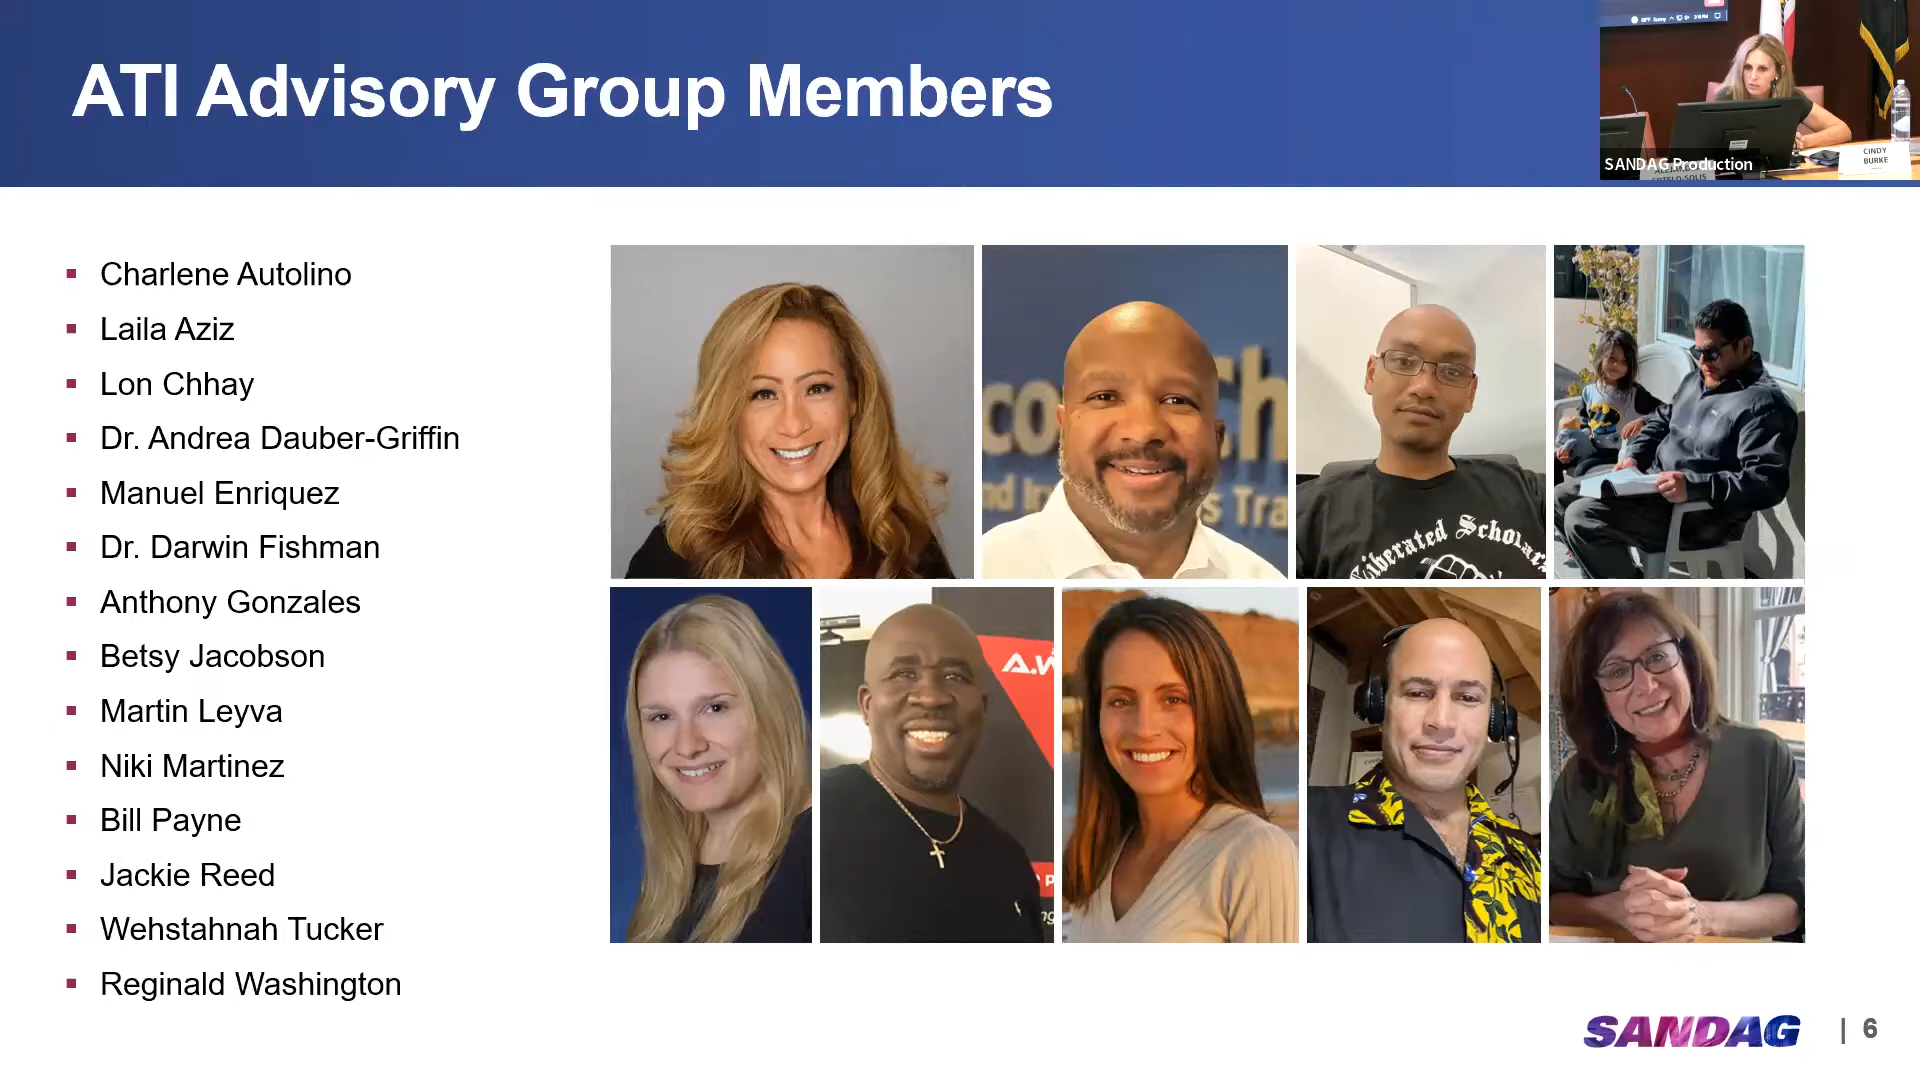 ATI Advisory Group Members
SANDAG Production
CINDY
BURKE
Charlene Autolino
Laila Aziz
Lon Chhay
Dr. Andrea Dauber-Griffin
Manuel Enriquez
Dr. Darwin Fishman
Anthony Gonzales
Betsy Jacobson
Martin Leyva
Niki Martinez
Bill Payne
Jackie Reed
Wehstahnah Tucker
Reginald Washington
Liberated Scholars
A.W
SANDAG | 6